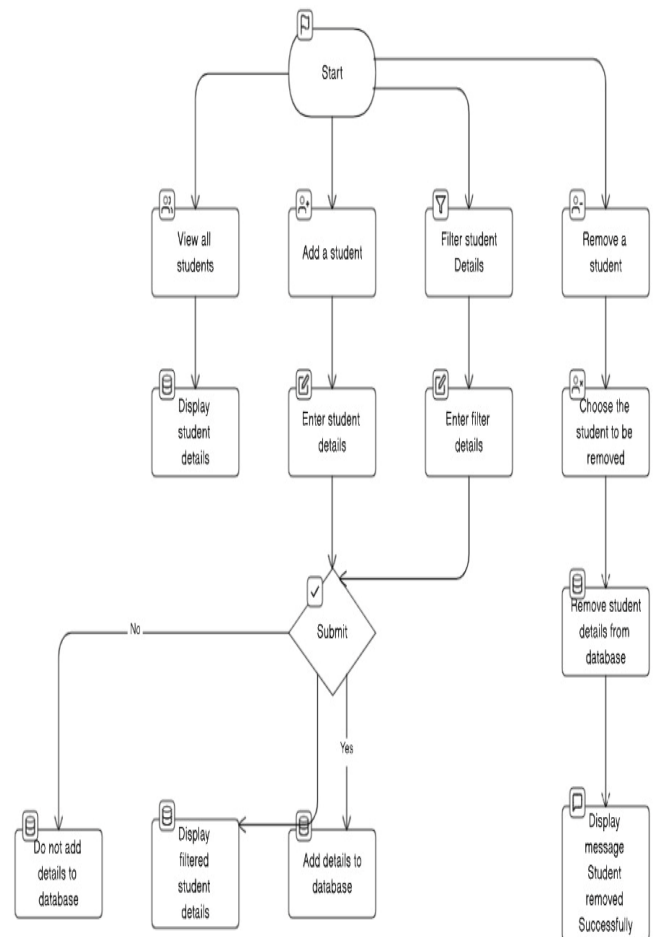 Start
View all
students
Add a student
Filter student
Details
Remove a
student
Display
student
details
Enter student
details
Enter filter
details
Choose the
student to be
removed
Submit
Remove student
details from
database
No
Yes
Do not add
details to
database
Display
filtered
student
details
Add details to
database
Display
message
Student
removed
Successfully